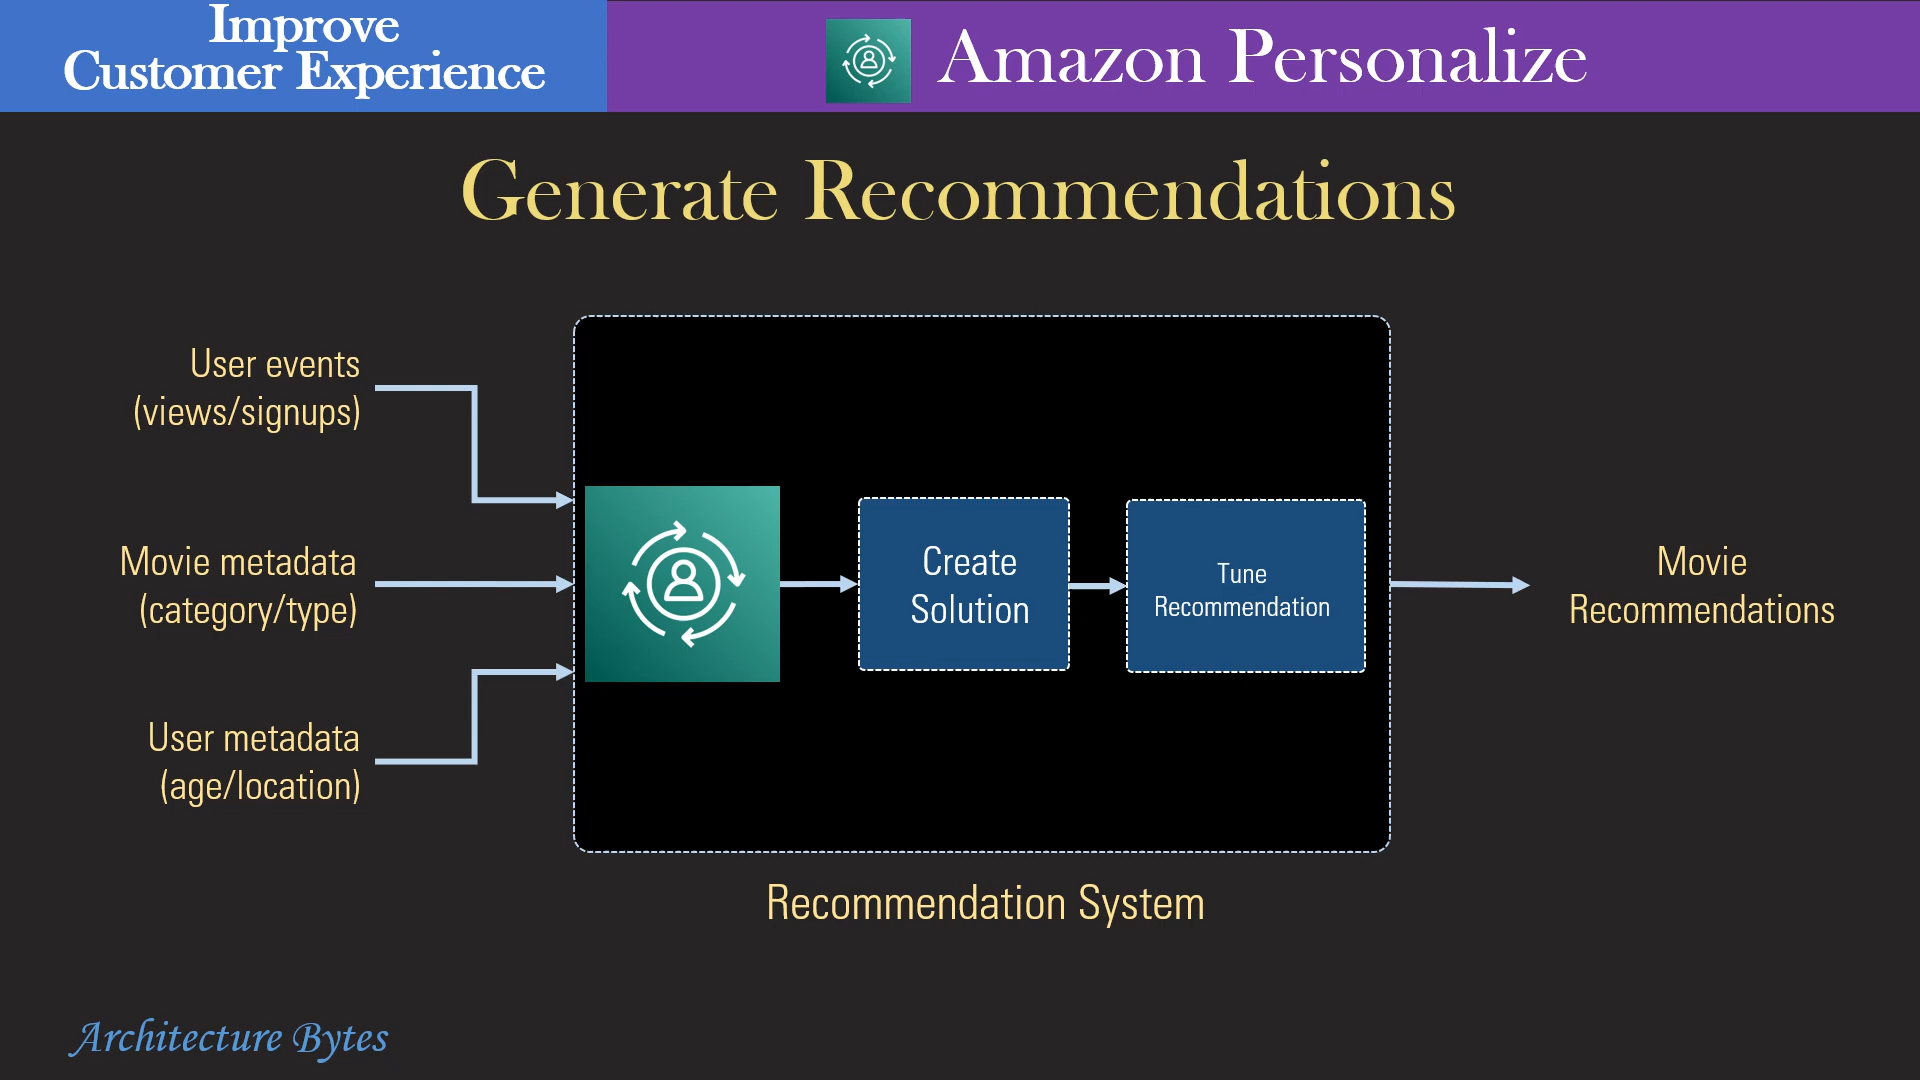 Improve
Customer Experience
Amazon Personalize
Generate Recommendations
User events
(views/signups)
Movie metadata
(category/type)
User metadata
(age/location)
Create
Solution
Tune
Recommendation
Movie
Recommendations
Recommendation System
Architecture Bytes